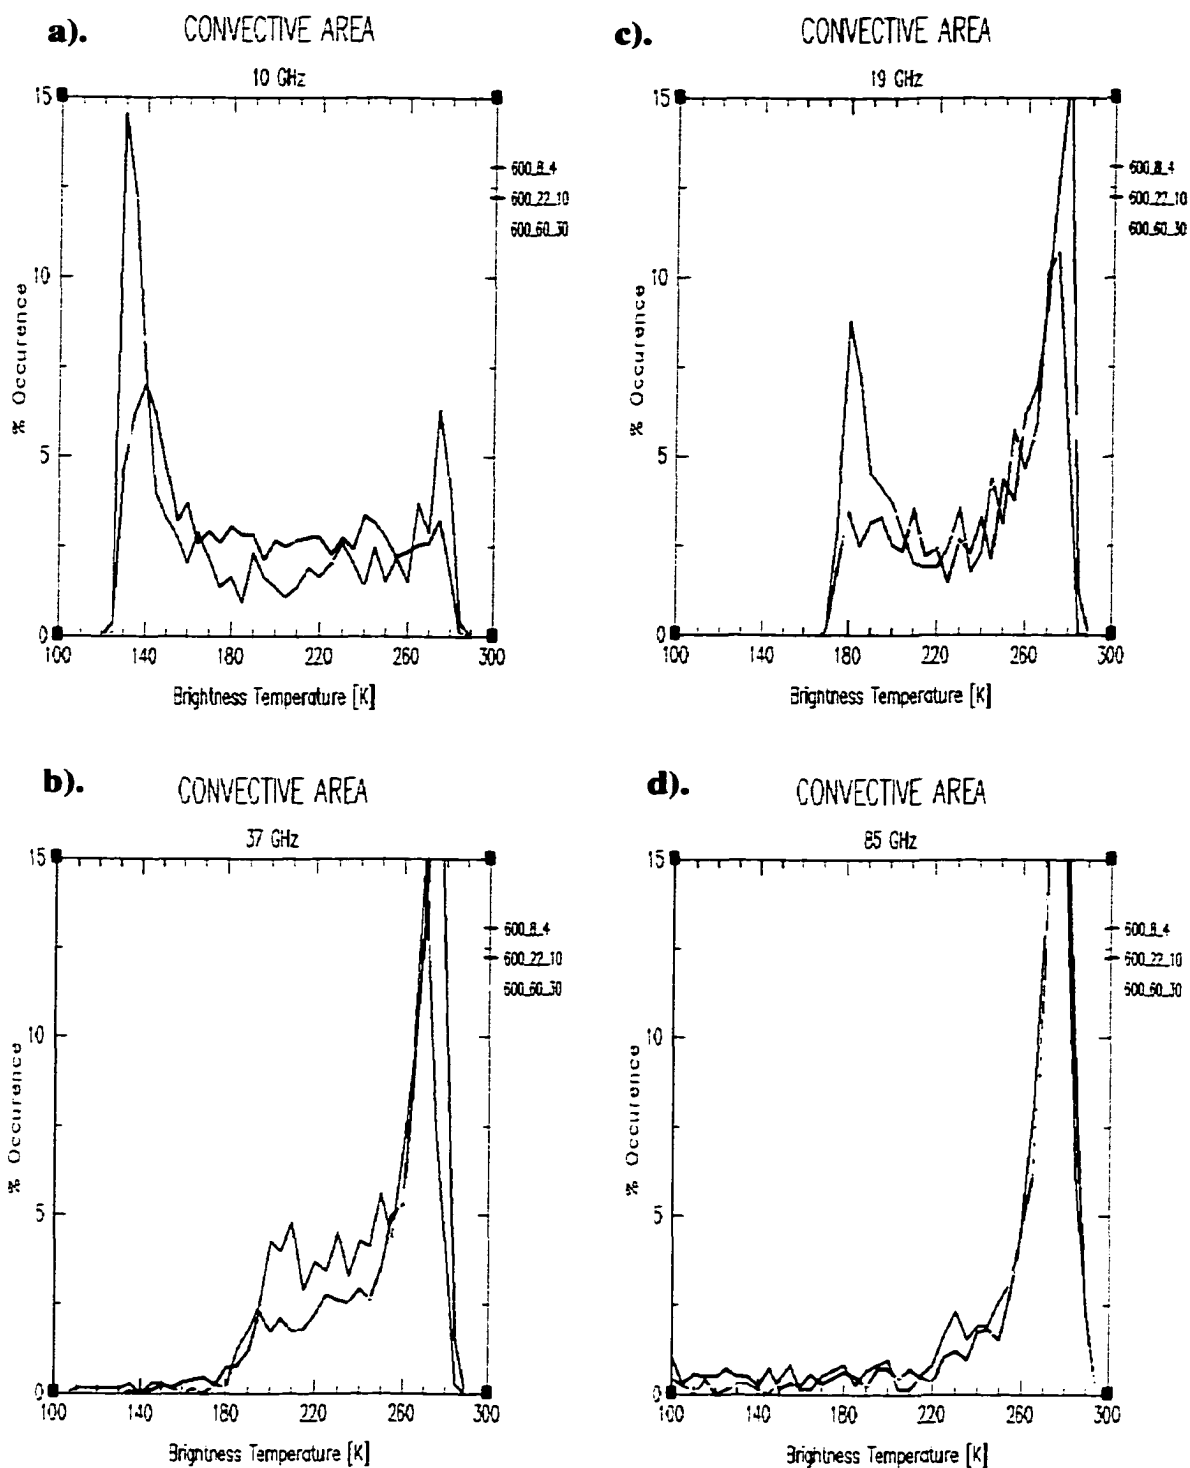 a).
CONVECTIVE AREA
10 GHz
15
10
5
0
% Occurence
600_8_4
600_22_10
600_60_30
100 140 180 220 260 300
Brightness Temperature [K]
c).
CONVECTIVE AREA
19 GHz
15
10
5
0
% Occurence
600_8_4
600_22_10
600_60_30
100 140 180 220 260 300
Brightness Temperature [K]
b).
CONVECTIVE AREA
37 GHz
15
10
5
0
% Occurence
600_8_4
600_22_10
600_60_30
100 140 180 220 260 300
Brightness Temperature [K]
d).
CONVECTIVE AREA
85 GHz
15
10
5
0
% Occurence
600_8_4
600_22_10
600_60_30
100 140 180 220 260 300
Brightness Temperature [K]